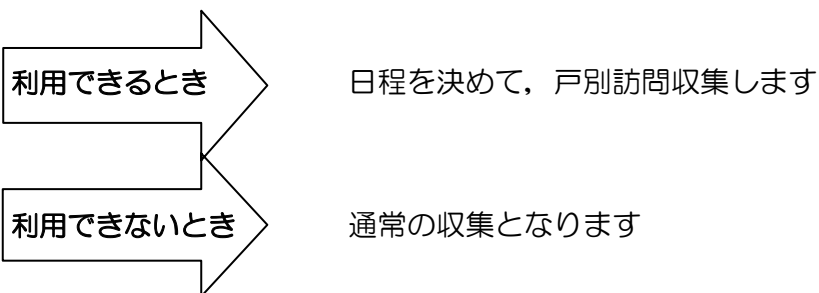 利用できるとき
日程を決めて，戸別訪問収集します
利用できないとき
通常の収集となります